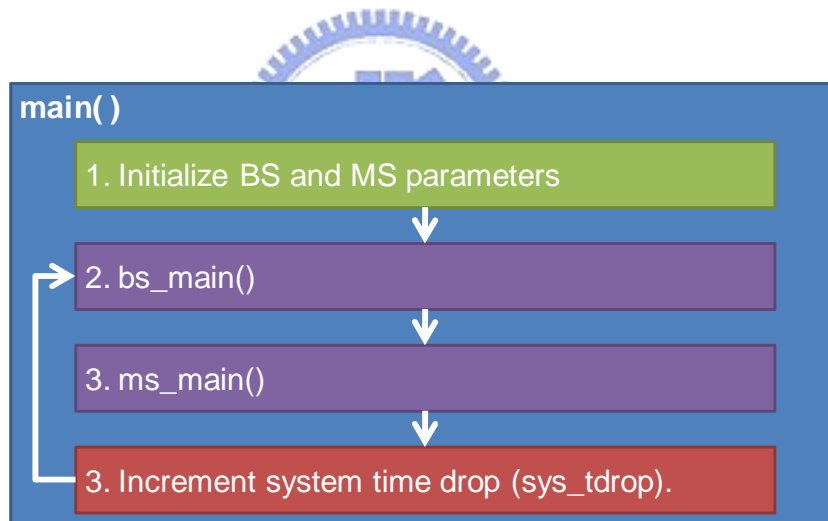 main( )
1. Initialize BS and MS parameters
2. bs_main()
3. ms_main()
3. Increment system time drop (sys_tdrop).